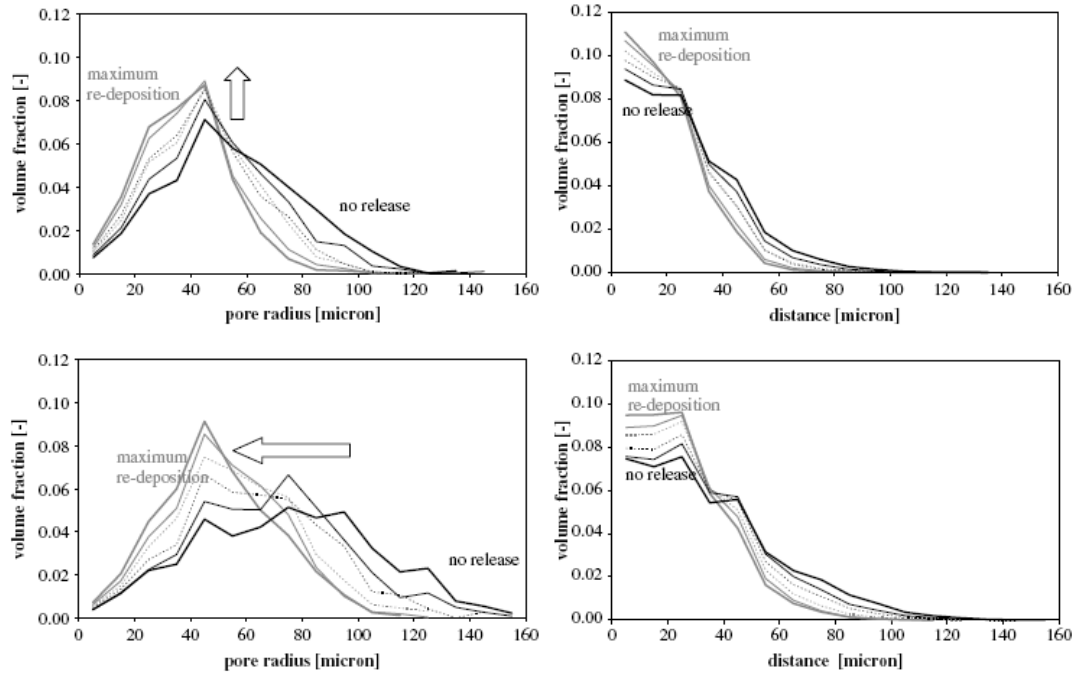 0.12
0.10
0.08
0.06
0.04
0.02
0.00
volume fraction [-]
maximum
re-deposition
no release
0 20 40 60 80 100 120 140 160
pore radius [micron]
0.12
0.10
0.08
0.06
0.04
0.02
0.00
volume fraction [-]
maximum
re-deposition
no release
0 20 40 60 80 100 120 140 160
distance [micron]
0.12
0.10
0.08
0.06
0.04
0.02
0.00
volume fraction [-]
maximum
re-deposition
no release
0 20 40 60 80 100 120 140 160
pore radius [micron]
0.12
0.10
0.08
0.06
0.04
0.02
0.00
volume fraction [-]
maximum
re-deposition
no release
0 20 40 60 80 100 120 140 160
distance [micron]